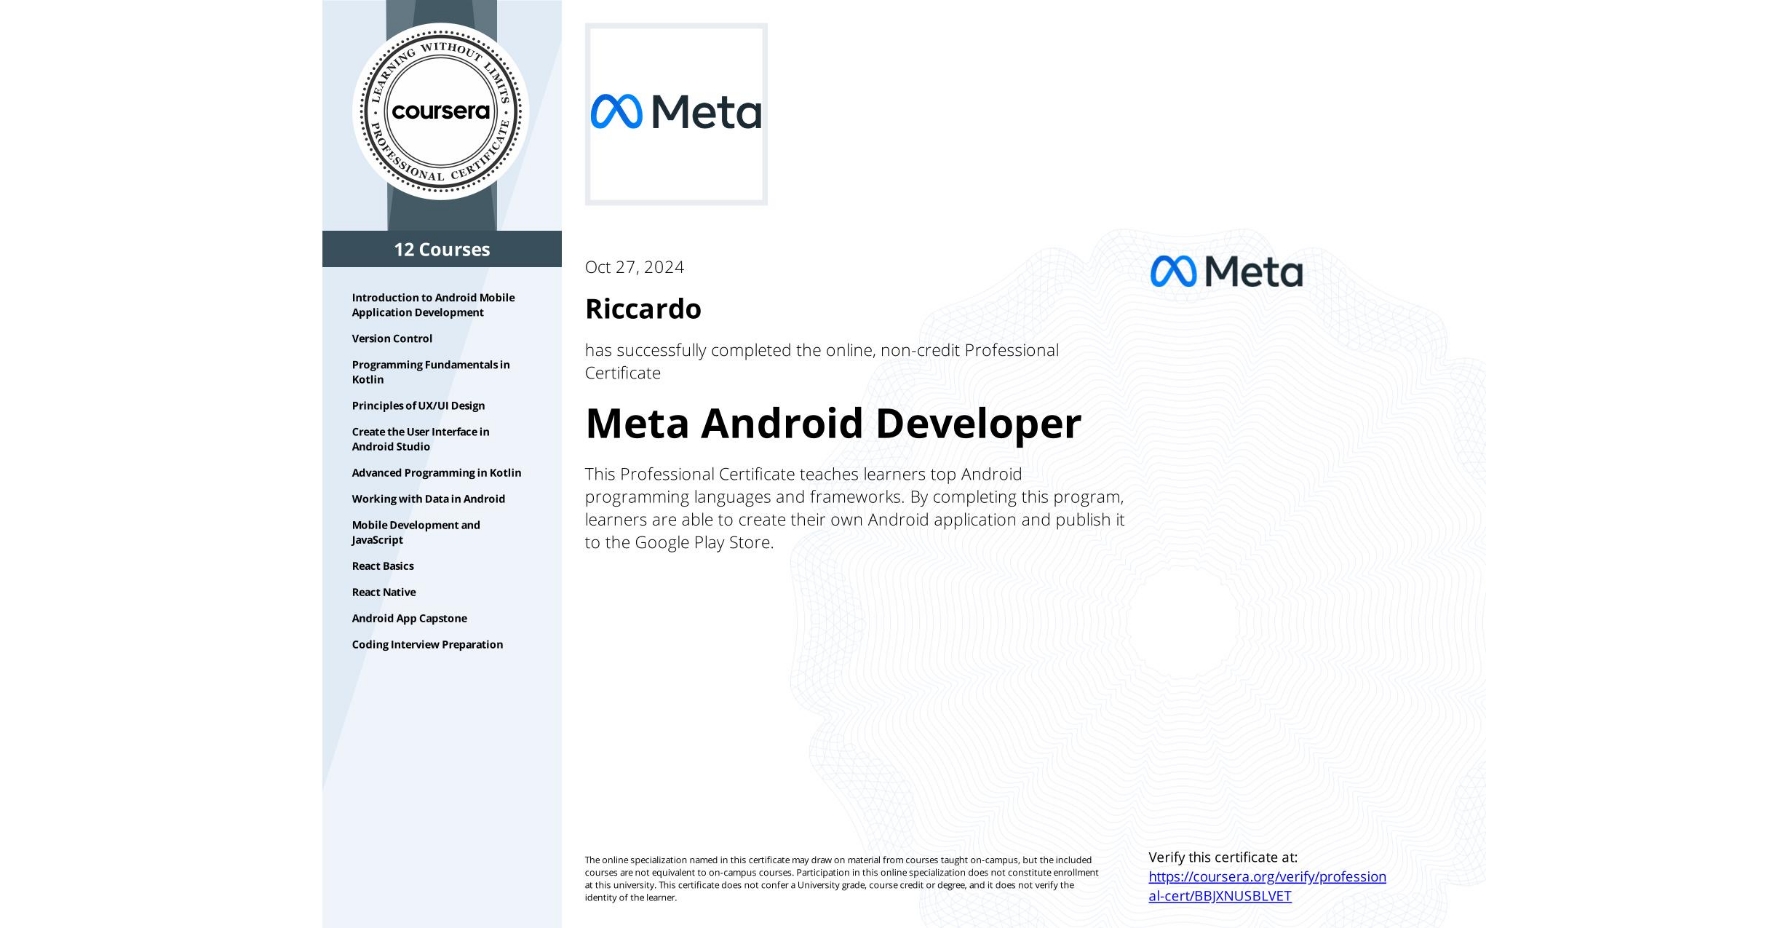 LEARNING WITHOUT LIMITS
coursera
PROFESSIONAL CERTIFICATE
12 Courses
Introduction to Android Mobile
Application Development
Version Control
Programming Fundamentals in
Kotlin
Principles of UX/UI Design
Create the User Interface in
Android Studio
Advanced Programming in Kotlin
Working with Data in Android
Mobile Development and
JavaScript
React Basics
React Native
Android App Capstone
Coding Interview Preparation
Meta
Oct 27, 2024
Riccardo
has successfully completed the online, non-credit Professional
Certificate
Meta Android Developer
This Professional Certificate teaches learners top Android
programming languages and frameworks. By completing this program,
learners are able to create their own Android application and publish it
to the Google Play Store.
Meta
The online specialization named in this certificate may draw on material from courses taught on-campus, but the included
courses are not equivalent to on-campus courses. Participation in this online specialization does not constitute enrollment
at this university. This certificate does not confer a University grade, course credit or degree, and it does not verify the
identity of the learner.
Verify this certificate at:
https://coursera.org/verify/profession
al-cert/BBJXNUSBLVET